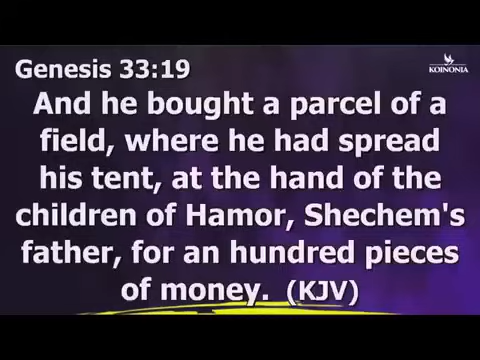 Genesis 33:19
KOINONIA
And he bought a parcel of a
field, where he had spread
his tent, at the hand of the
children of Hamor, Shechem's
father, for an hundred pieces
of money. (KJV)